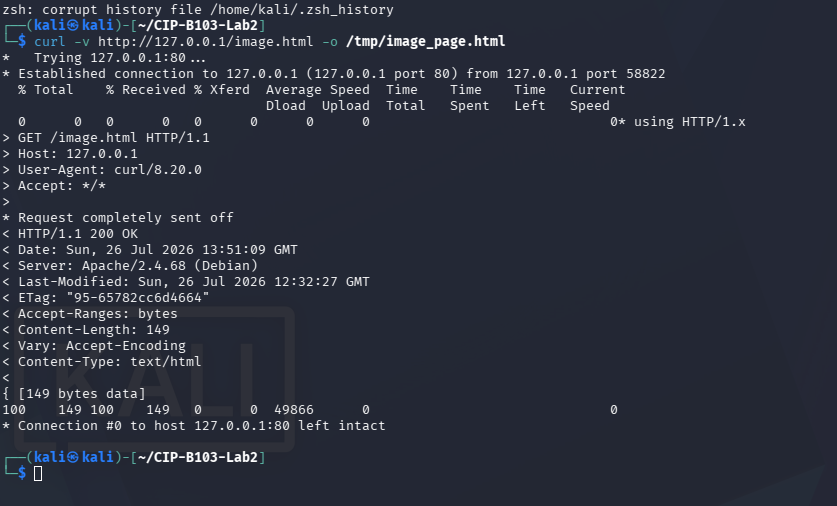 zsh: corrupt history file /home/kali/.zsh_history
┌──(kali㉿kali)-[~/CIP-B103-Lab2]
└─$ curl -v http://127.0.0.1/image.html -o /tmp/image_page.html
*   Trying 127.0.0.1:80...
* Established connection to 127.0.0.1 (127.0.0.1 port 80) from 127.0.0.1 port 58822
  % Total    % Received % Xferd  Average Speed  Time    Time    Time   Current
                                 Dload  Upload  Total   Spent   Left   Speed
  0      0   0      0   0      0      0      0                              0* using HTTP/1.x
> GET /image.html HTTP/1.1
> Host: 127.0.0.1
> User-Agent: curl/8.20.0
> Accept: */*
>
* Request completely sent off
< HTTP/1.1 200 OK
< Date: Sun, 26 Jul 2026 13:51:09 GMT
< Server: Apache/2.4.68 (Debian)
< Last-Modified: Sun, 26 Jul 2026 12:32:27 GMT
< ETag: "95-65782cc6d4664"
< Accept-Ranges: bytes
< Content-Length: 149
< Vary: Accept-Encoding
< Content-Type: text/html
<
{ [149 bytes data]
100    149 100    149   0      0  49866      0                              0
* Connection #0 to host 127.0.0.1:80 left intact
┌──(kali㉿kali)-[~/CIP-B103-Lab2]
└─$
KALI